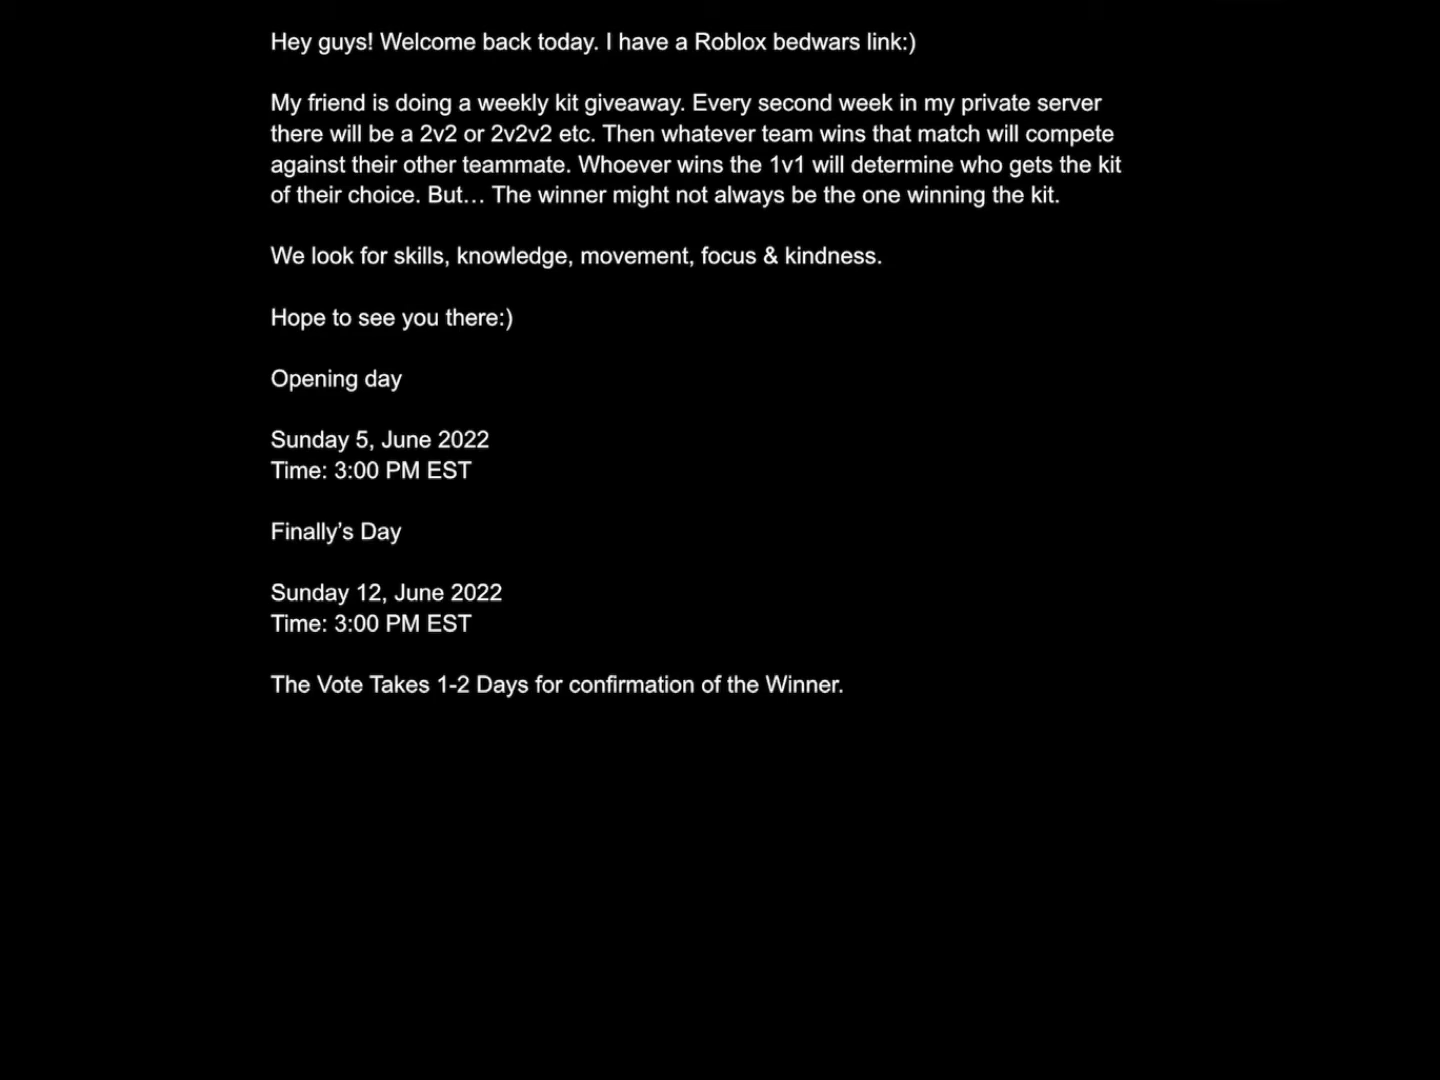 Hey guys! Welcome back today. I have a Roblox bedwars link:)
My friend is doing a weekly kit giveaway. Every second week in my private server
there will be a 2v2 or 2v2v2 etc. Then whatever team wins that match will compete
against their other teammate. Whoever wins the 1v1 will determine who gets the kit
of their choice. But… The winner might not always be the one winning the kit.
We look for skills, knowledge, movement, focus & kindness.
Hope to see you there:)
Opening day
Sunday 5, June 2022
Time: 3:00 PM EST
Finally’s Day
Sunday 12, June 2022
Time: 3:00 PM EST
The Vote Takes 1-2 Days for confirmation of the Winner.